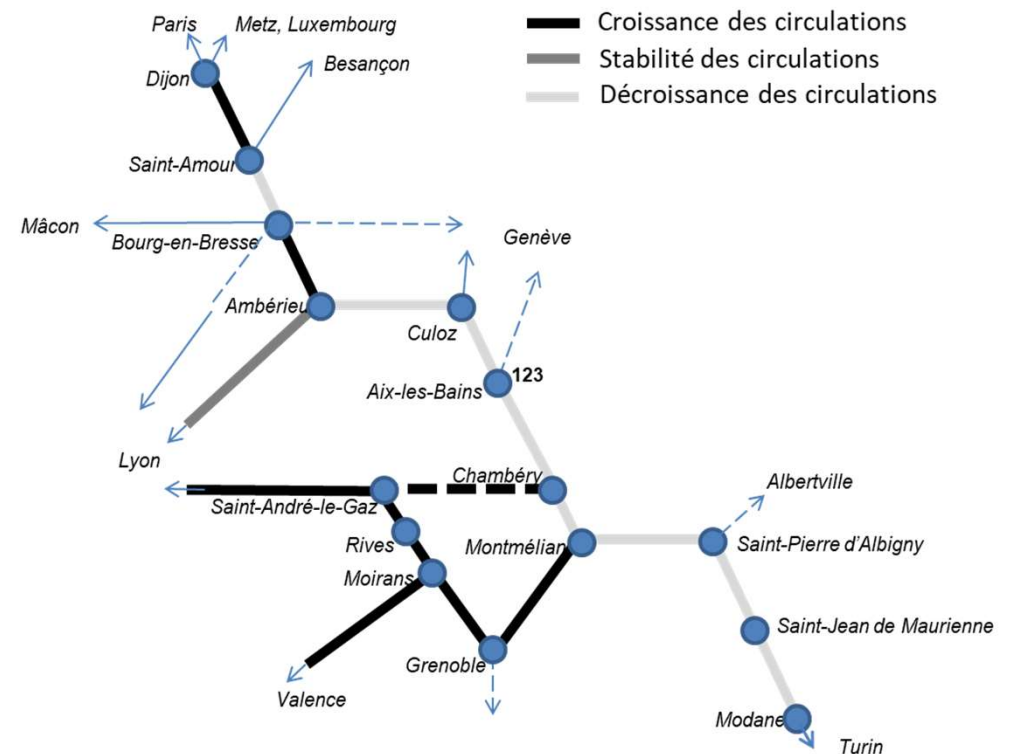 Paris
Metz, Luxembourg
Croissance des circulations
Stabilité des circulations
Décroissance des circulations
Besançon
Dijon
Saint-Amour
Mâcon
Bourg-en-Bresse
Genève
Ambérieu
Culoz
123
Aix-les-Bains
Lyon
Chambéry
Albertville
Saint-André-le-Gaz
Rives
Montmélian
Saint-Pierre d'Albigny
Moirans
Saint-Jean de Maurienne
Grenoble
Valence
Modane
Turin